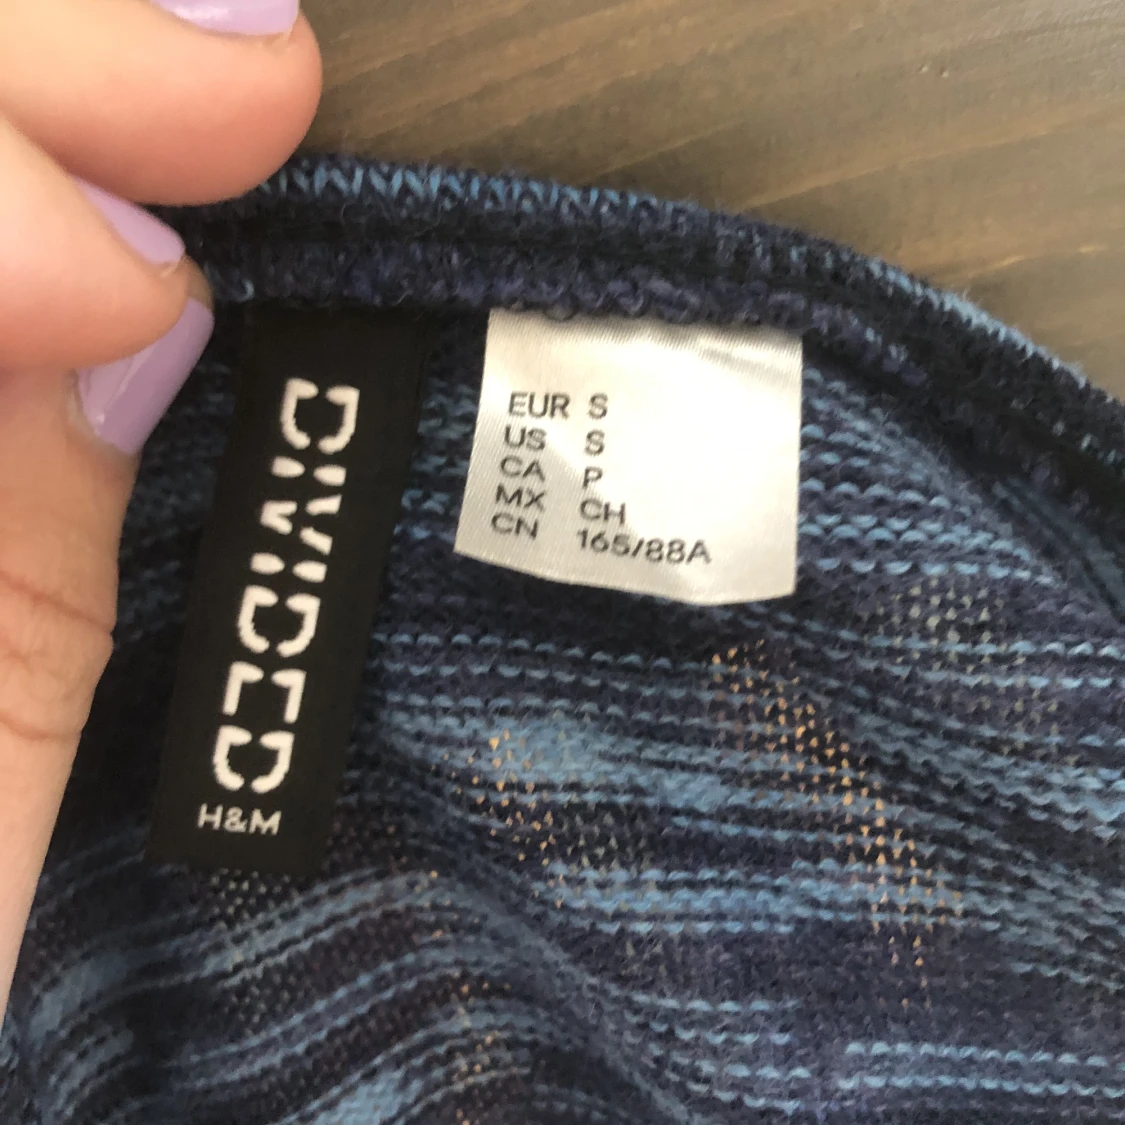 DIVIDED
H&M
EUR S
US S
CA P
MX CH
CN 165/88A